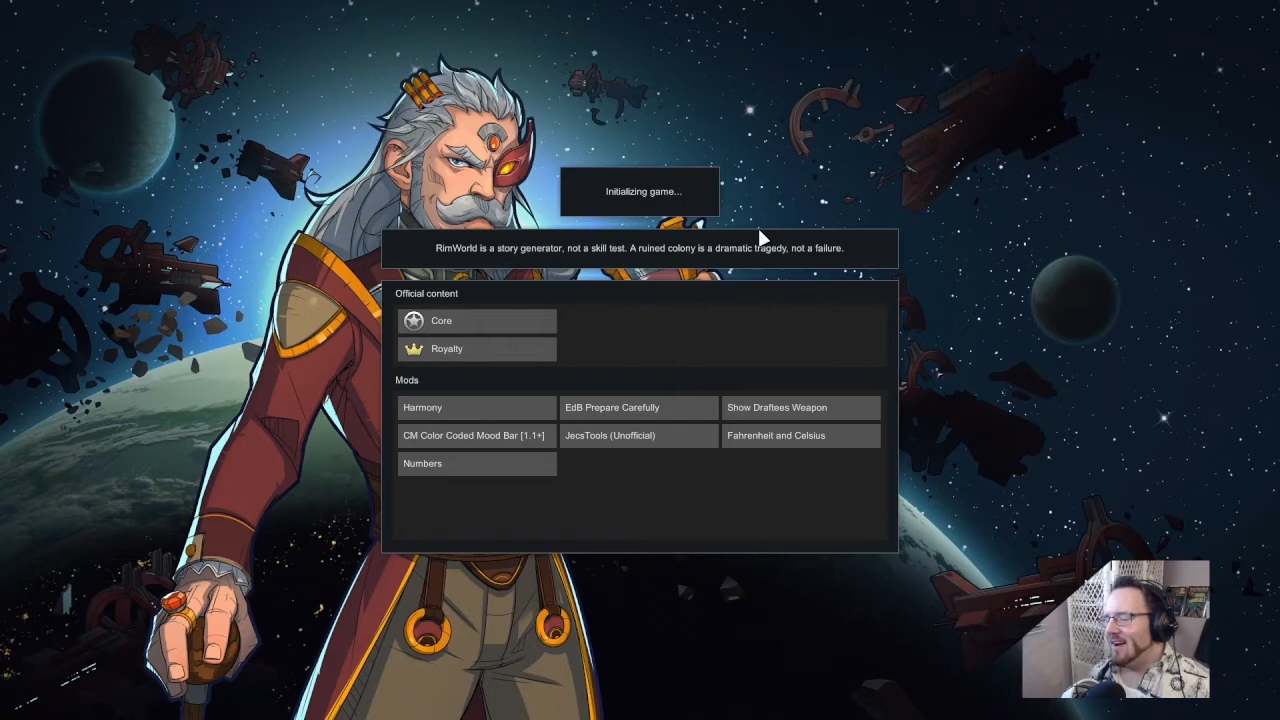 Initializing game...
RimWorld is a story generator, not a skill test. A ruined colony is a dramatic tragedy, not a failure.
Official content
Core
Royalty
Mods
Harmony
EdB Prepare Carefully
Show Draftees Weapon
CM Color Coded Mood Bar [1.1+]
JecsTools (Unofficial)
Fahrenheit and Celsius
Numbers